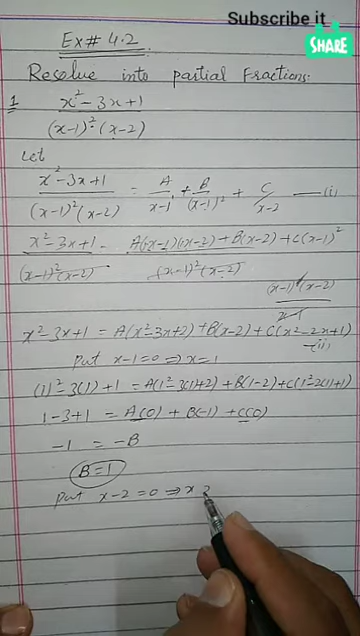 Subscribe it
SHARE
Ex # 4.2
Resolve into partial Fractions:
1 x² - 3x + 1
(x-1)² (x-2)
Let
x² - 3x + 1 / (x-1)² (x-2) = A / x-1 + B / (x-1)² + C / x-2 — (i)
x² - 3x + 1 / (x-1)² (x-2) = A(x-1)(x-2) + B(x-2) + C(x-1)² / (x-1)² (x-2)
(x-1)² (x-2) / x-1
x² - 3x + 1 = A(x² - 3x + 2) + B(x-2) + C(x² - 2x + 1) — (ii)
Put x - 1 = 0 ⇒ x = 1
(1)² - 3(1) + 1 = A(1² - 3(1) + 2) + B(1-2) + C(1² - 2(1) + 1)
1 - 3 + 1 = A(0) + B(-1) + C(0)
-1 = -B
B = 1
Put x - 2 = 0 ⇒ x